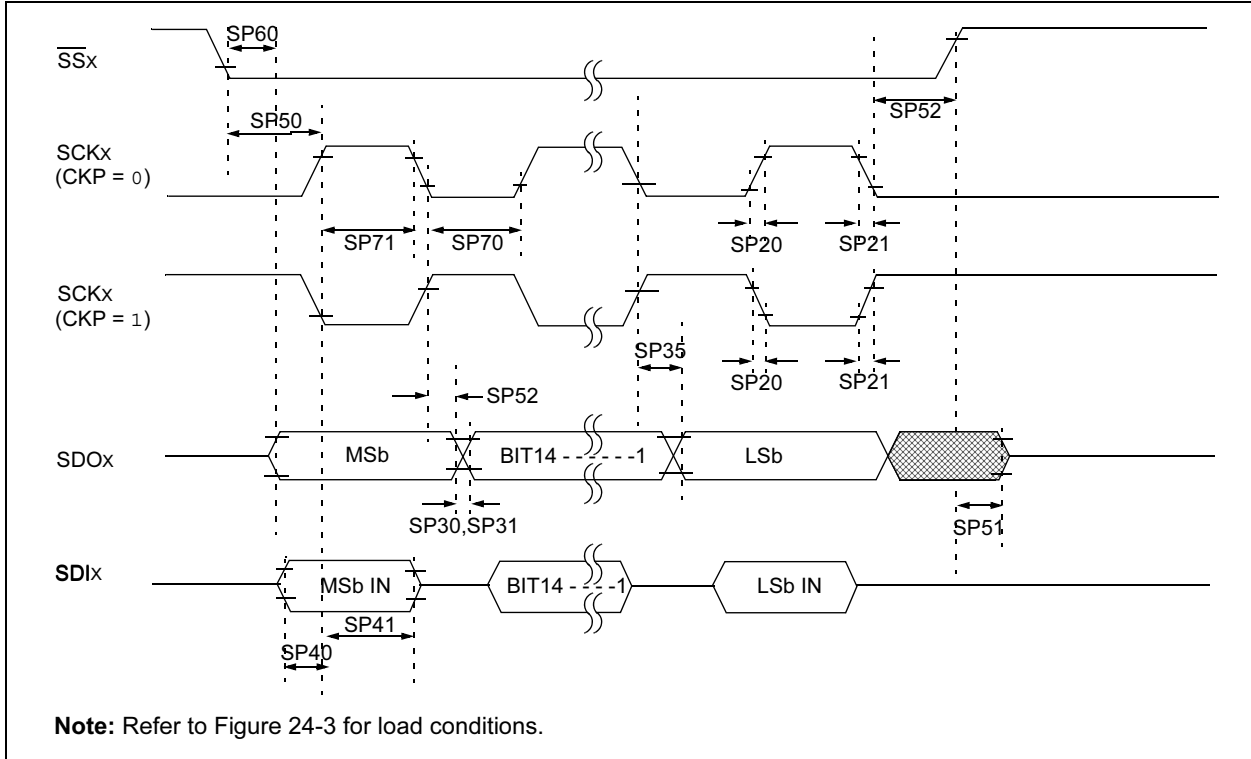 SP60
SSx
SP52
SP50
SCKx
(CKP = 0)
SP71
SP70
SP20
SP21
SCKx
(CKP = 1)
SP35
SP20
SP21
SP52
SDOx
MSb
BIT14 - - - - - - -1
LSb
SP30,SP31
SP51
SDIx
MSb IN
BIT14 - - - - -1
LSb IN
SP41
SP40
Note: Refer to Figure 24-3 for load conditions.